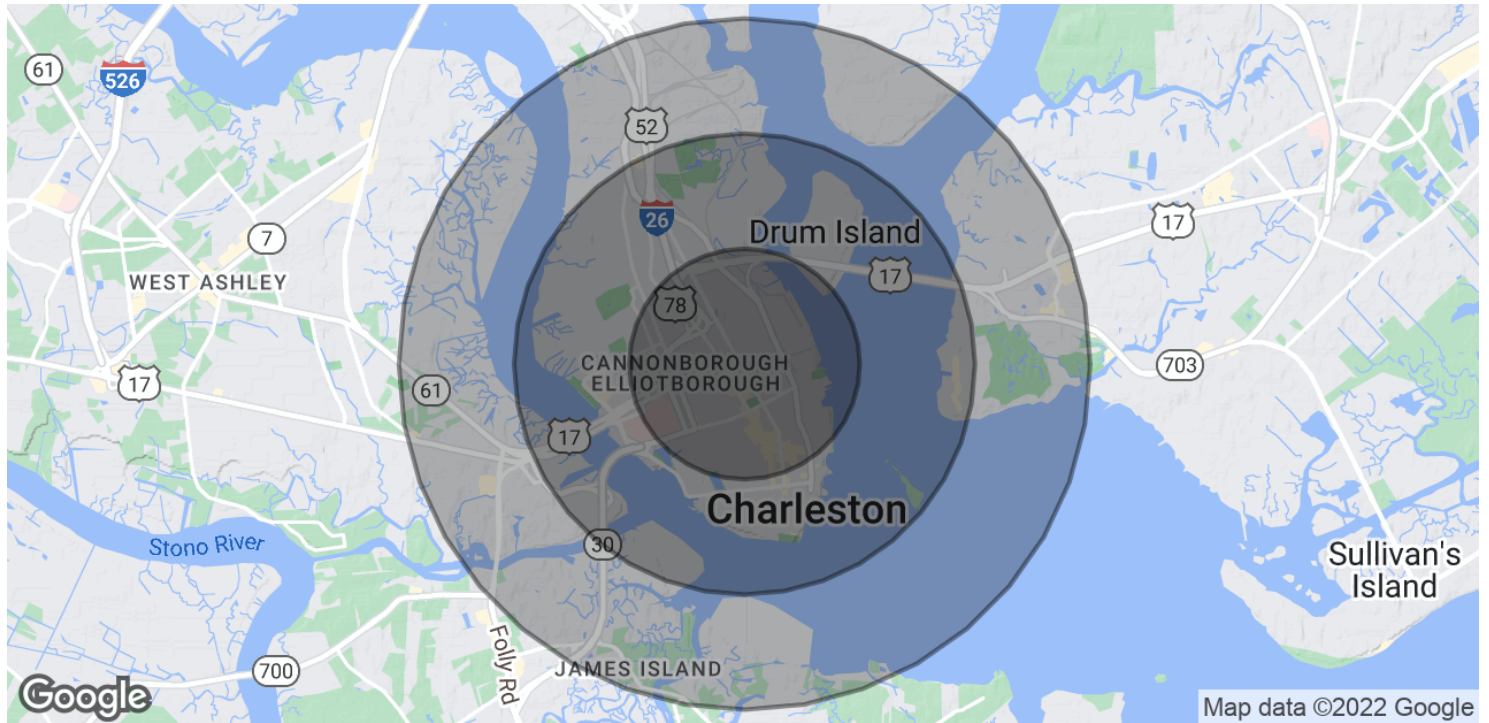 61
526
52
26
Drum Island
7
17
WEST ASHLEY
17
78
703
CANNONBOROUGH
ELLIOTBOROUGH
17
61
17
Charleston
Stono River
30
Sullivan's
Island
Folly Rd
JAMES ISLAND
700
Google
Map data ©2022 Google